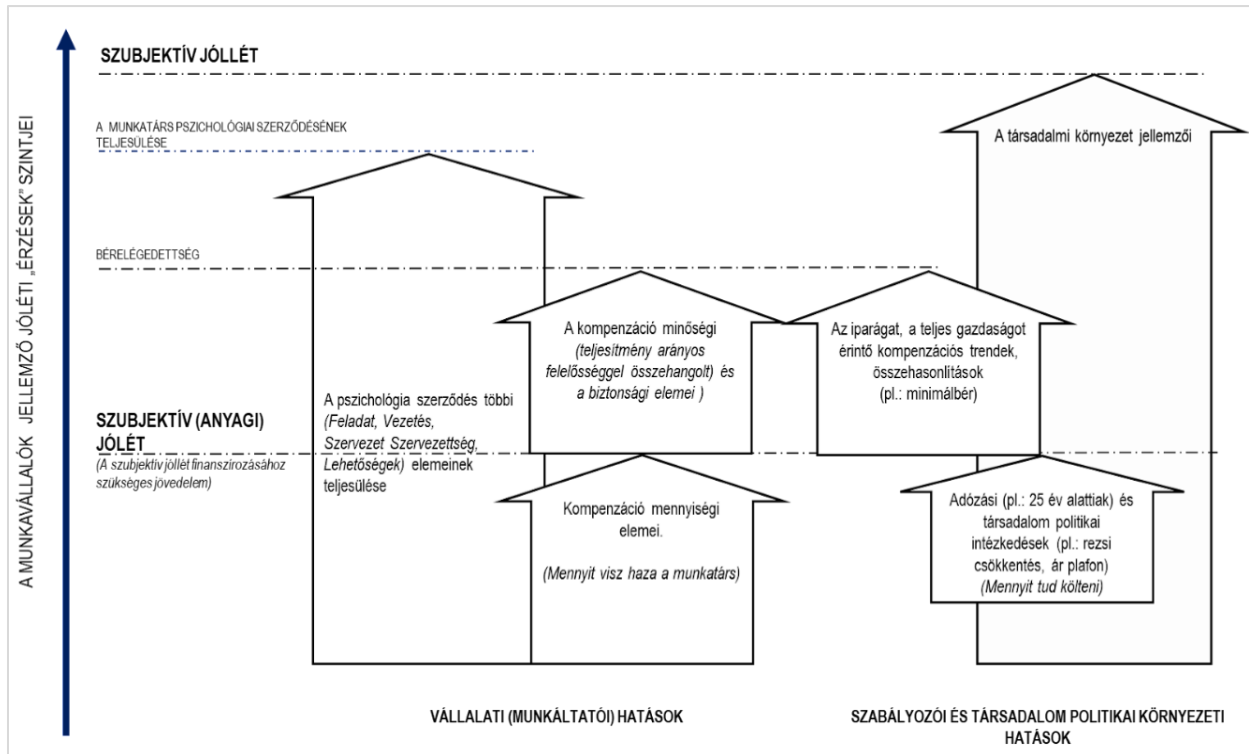 A MUNKAVÁLLALÓK JELLEMZŐ JÓLÉTI „ÉRZÉSEK" SZINTJEI
SZUBJEKTÍV JÓLLÉT
A MUNKATÁRS PSZICHOLÓGIAI SZERZŐDÉSÉNEK
TELJESÜLÉSE
A társadalmi környezet jellemzői
BÉRELÉGEDETTSÉG
A kompenzáció minőségi
(teljesítmény arányos
felelősséggel összehangolt) és
a biztonsági elemei )
Az iparágat, a teljes gazdaságot
érintő kompenzációs trendek,
összehasonlítások
(pl.: minimálbér)
SZUBJEKTÍV (ANYAGI)
JÓLÉT
(A szubjektív jóllét finanszírozásához
szükséges jövedelem)
A pszichológia szerződés többi
(Feladat, Vezetés,
Szervezet Szervezettség,
Lehetőségek) elemeinek
teljesülése
Kompenzáció mennyiségi
elemei.
(Mennyit visz haza a munkatárs)
Adózási (pl.: 25 év alattiak) és
társadalom politikai
intézkedések (pl.: rezsi
csökkentés, ár plafon)
(Mennyit tud költeni)
VÁLLALATI (MUNKÁLTATÓI) HATÁSOK
SZABÁLYOZÓI ÉS TÁRSADALOM POLITIKAI KÖRNYEZETI
HATÁSOK